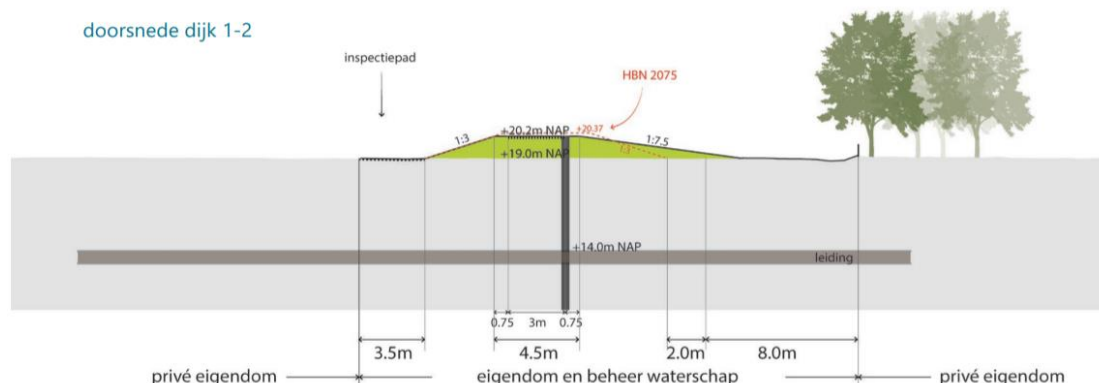 doorsnede dijk 1-2
inspectiepad
HBN 2075
1:3
+20.2m NAP
+20.37
1:7.5
1:3
+19.0m NAP
+14.0m NAP
leiding
0.75 3m 0.75
3.5m 4.5m 2.0m 8.0m
privé eigendom eigendom en beheer waterschap privé eigendom